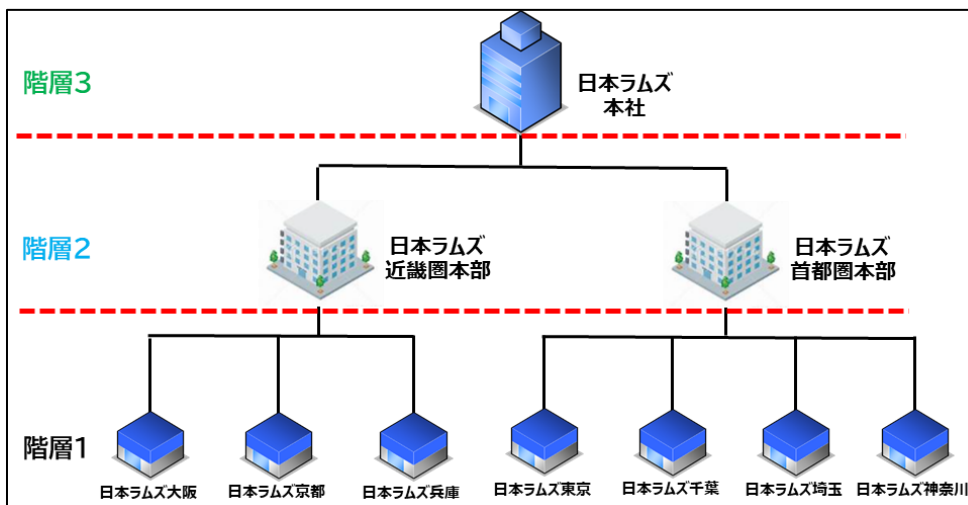 階層3
日本ラムズ
本社
階層2
日本ラムズ
近畿圏本部
日本ラムズ
首都圏本部
階層1
日本ラムズ大阪
日本ラムズ京都
日本ラムズ兵庫
日本ラムズ東京
日本ラムズ千葉
日本ラムズ埼玉
日本ラムズ神奈川